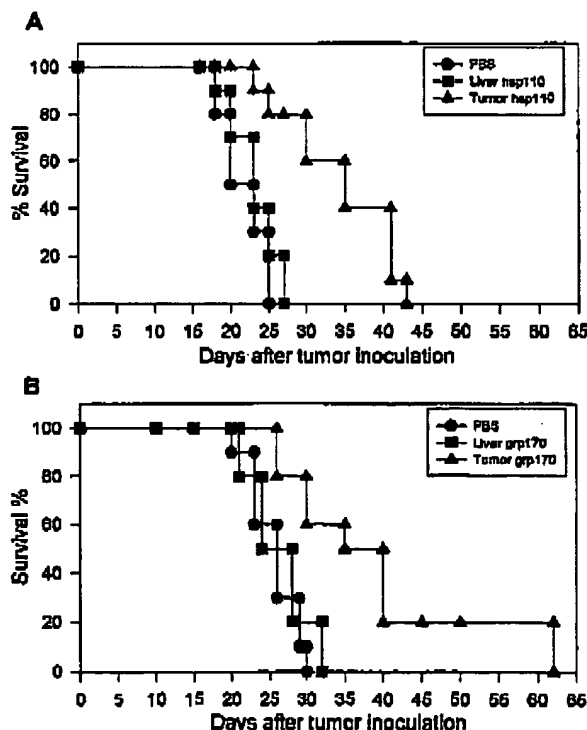 A
PBS
Liver hsp110
Tumor hsp110
% Survival
100
80
60
40
20
0
0 5 10 15 20 25 30 35 40 45 50 55 60 65
Days after tumor inoculation
B
PBS
Liver grp170
Tumor grp170
Survival %
100
80
60
40
20
0
0 5 10 15 20 25 30 35 40 45 50 55 60 65
Days after tumor inoculation